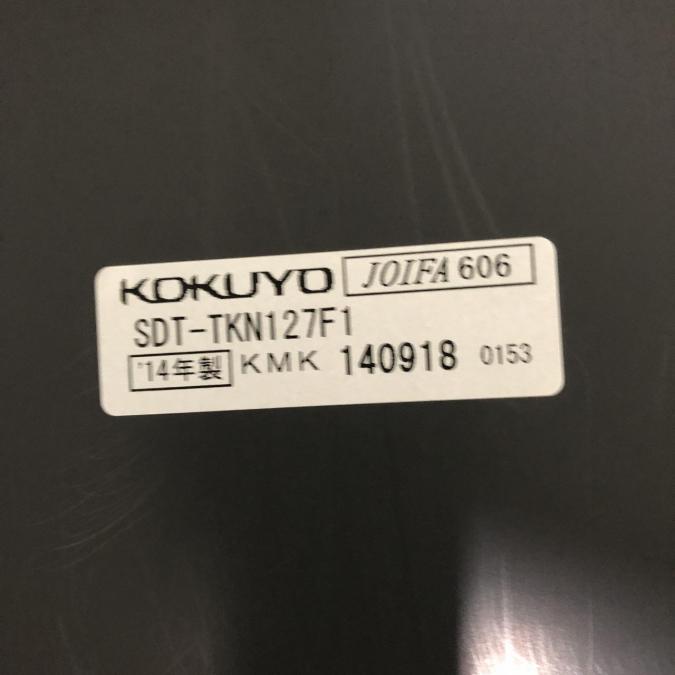 KOKUYO JOIFA 606
SDT-TKN127F1
'14年製 KMK 140918 0153